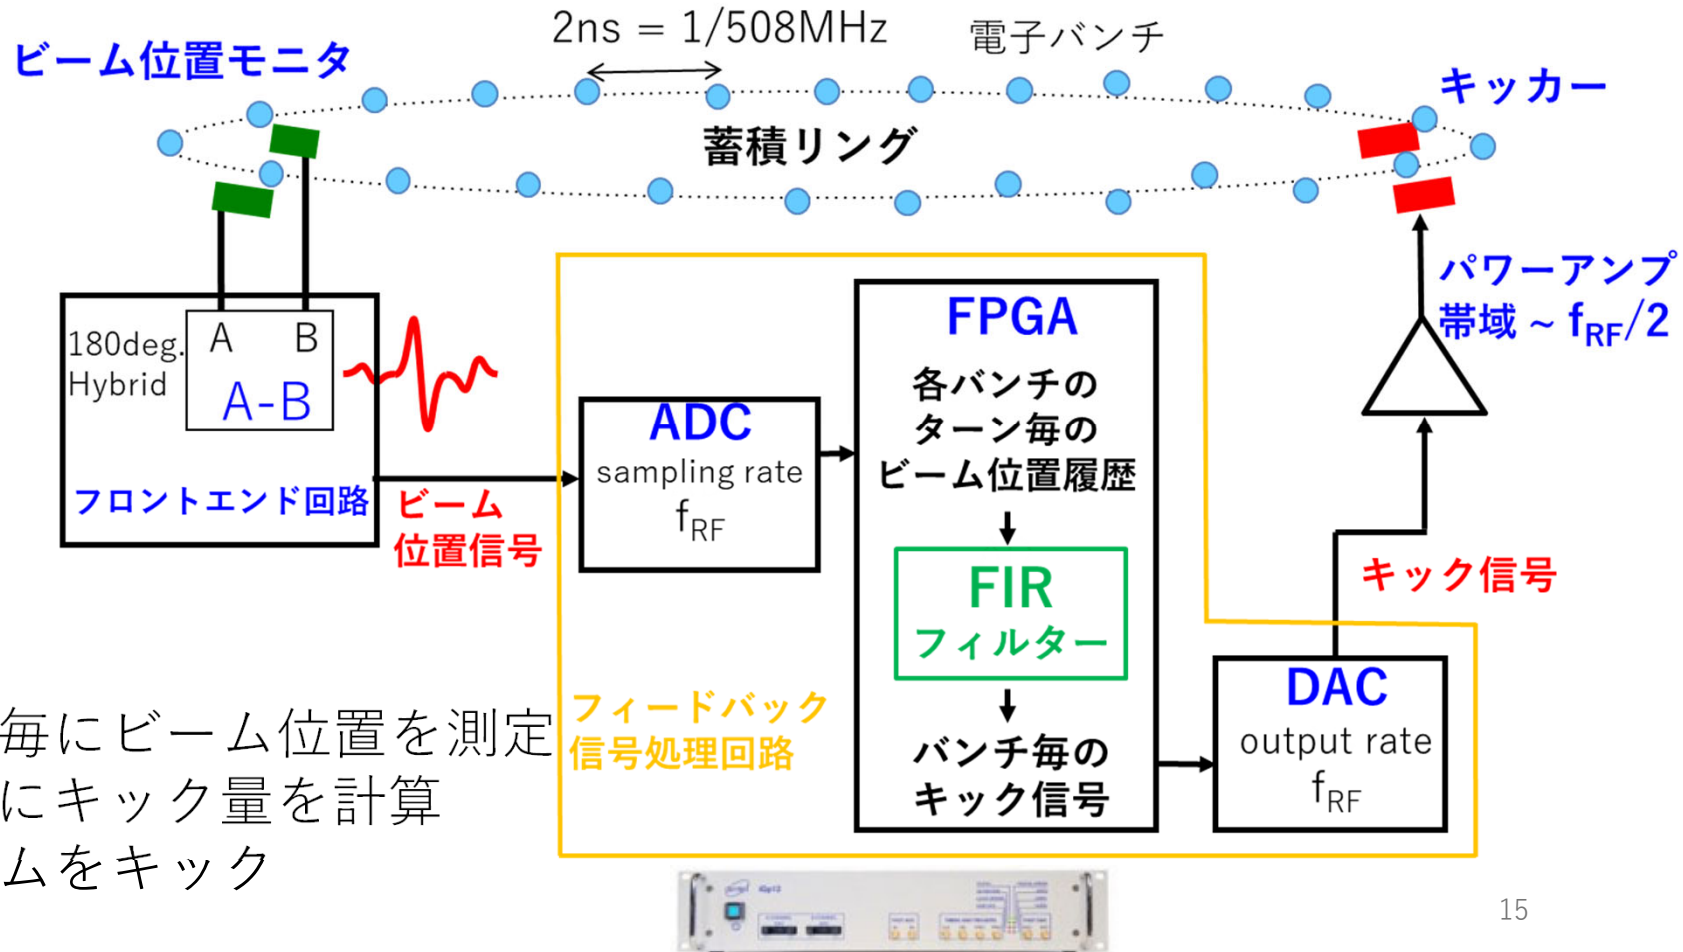 2ns = 1/508MHz
電子バンチ
ビーム位置モニタ
キッカー
蓄積リング
パワーアンプ
帯域 ~ fRF/2
180deg.
Hybrid
A B
A-B
フロントエンド回路
ビーム
位置信号
ADC
sampling rate
fRF
FPGA
各バンチの
ターン毎の
ビーム位置履歴
FIR
フィルター
バンチ毎の
キック信号
キック信号
DAC
output rate
fRF
フィードバック
信号処理回路
毎にビーム位置を測定
にキック量を計算
ムをキック
iGp12
15